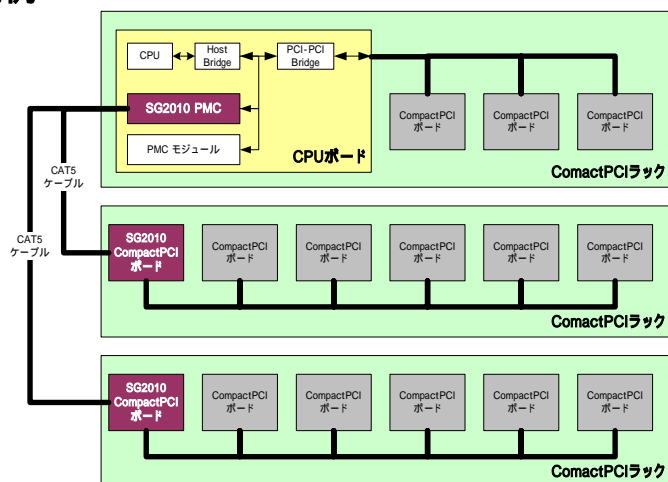 例
CPU
Host
Bridge
PCI-PCI
Bridge
SG2010 PMC
PMC モジュール
CPUボード
CompactPCI
ボード
CompactPCI
ボード
CompactPCI
ボード
ComactPCIラック
CAT5
ケーブル
CAT5
ケーブル
SG2010
CompactPCI
ボード
CompactPCI
ボード
CompactPCI
ボード
CompactPCI
ボード
CompactPCI
ボード
CompactPCI
ボード
ComactPCIラック
SG2010
CompactPCI
ボード
CompactPCI
ボード
CompactPCI
ボード
CompactPCI
ボード
CompactPCI
ボード
CompactPCI
ボード
ComactPCIラック